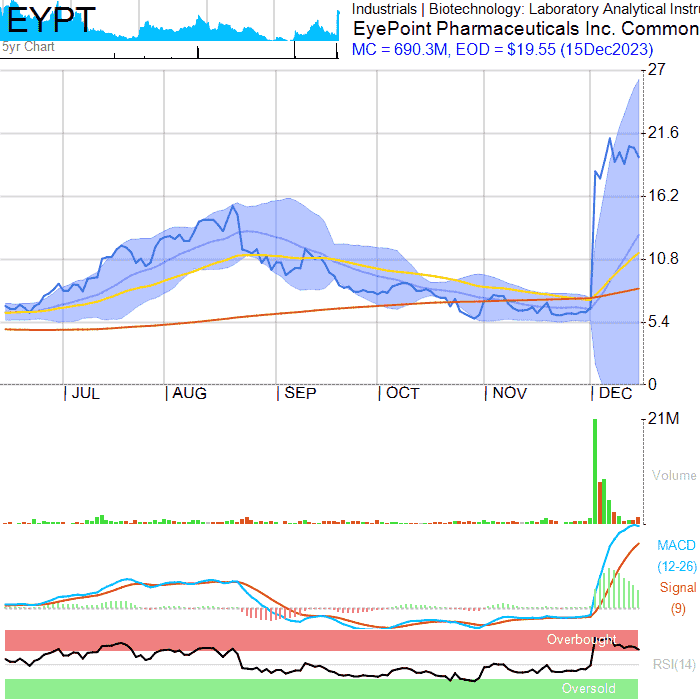 EYPT
5yr Chart
Industrials | Biotechnology: Laboratory Analytical Instru
EyePoint Pharmaceuticals Inc. Common
MC = 690.3M, EOD = $19.55 (15Dec2023)
27
21.6
16.2
10.8
5.4
0
JUL AUG SEP OCT NOV DEC
21M
Volume
MACD
(12-26)
Signal
(9)
Overbought
RSI(14)
Oversold